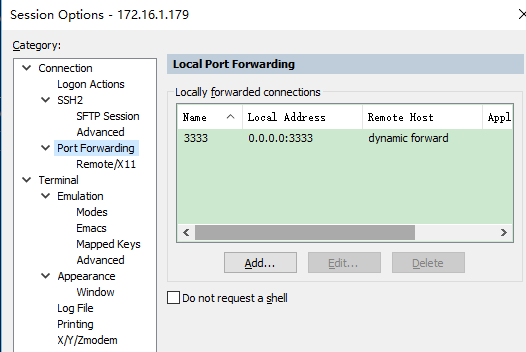 Session Options - 172.16.1.179
Category:
Connection
Logon Actions
SSH2
SFTP Session
Advanced
Port Forwarding
Remote/X11
Terminal
Emulation
Modes
Emacs
Mapped Keys
Advanced
Appearance
Window
Log File
Printing
X/Y/Zmodem
Local Port Forwarding
Locally forwarded connections
Name Local Address Remote Host Appl
3333 0.0.0.0:3333 dynamic forward
Add... Edit... Delete
Do not request a shell